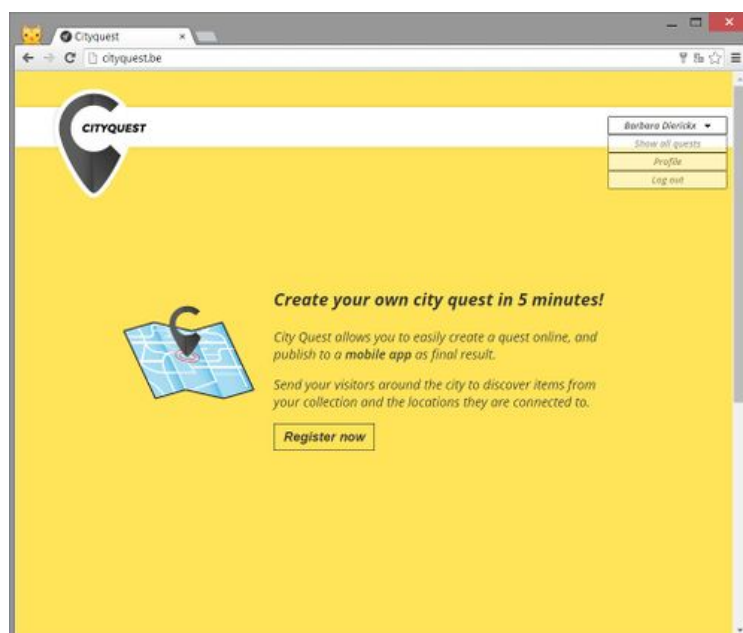 Cityquest
cityquest.be
CITYQUEST
Barbara Dierickx
Show all quests
Profile
Log out
Create your own city quest in 5 minutes!
City Quest allows you to easily create a quest online, and
publish to a mobile app as final result.
Send your visitors around the city to discover items from
your collection and the locations they are connected to.
Register now